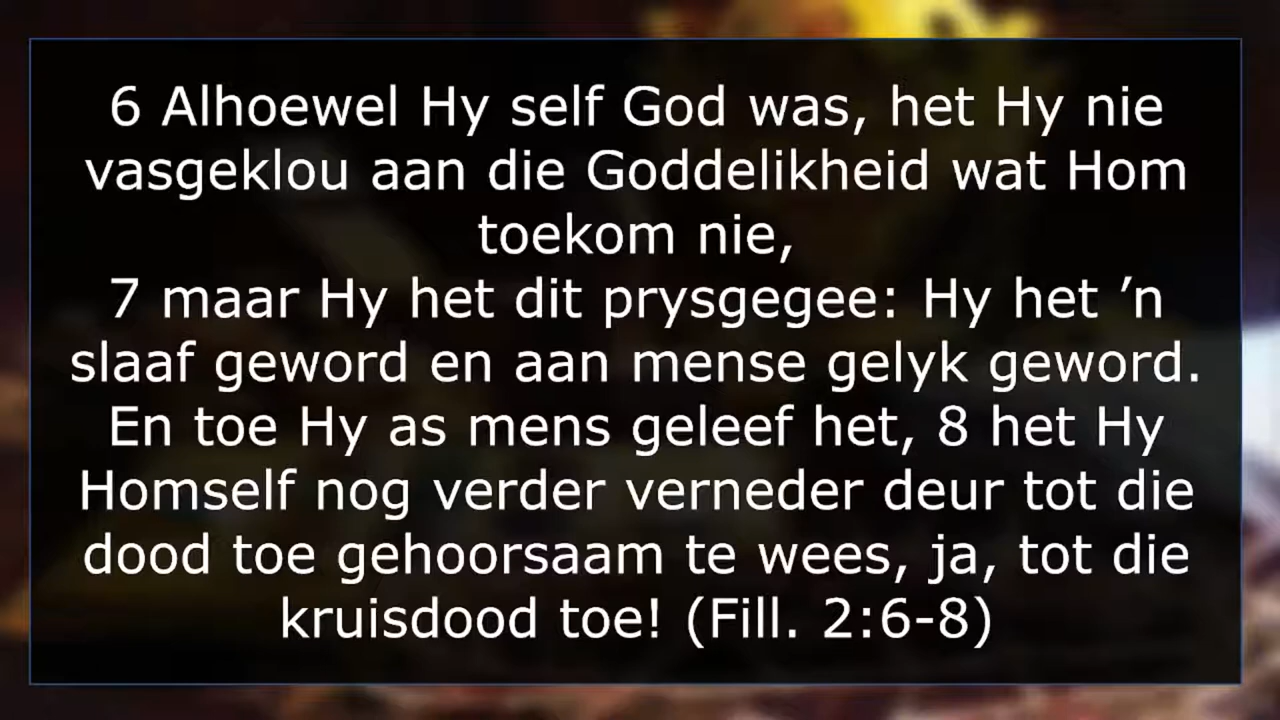 6 Alhoewel Hy self God was, het Hy nie
vasgeklou aan die Goddelikheid wat Hom
toekom nie,
7 maar Hy het dit prysgegee: Hy het ’n
slaaf geword en aan mense gelyk geword.
En toe Hy as mens geleef het, 8 het Hy
Homself nog verder verneder deur tot die
dood toe gehoorsaam te wees, ja, tot die
kruisdood toe! (Fill. 2:6-8)